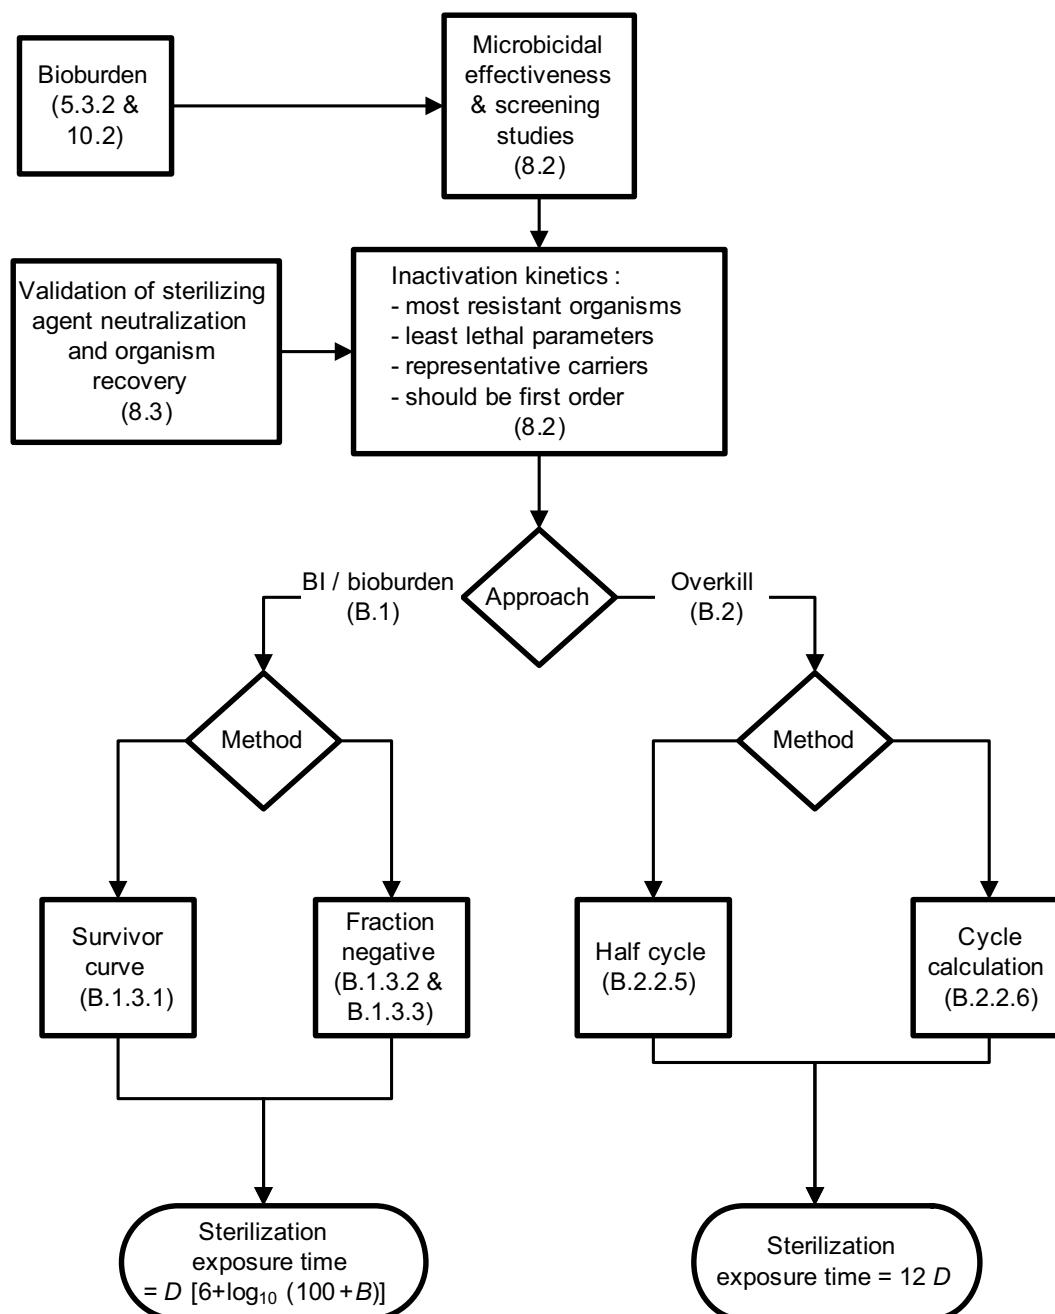 Bioburden
(5.3.2 &
10.2)
Microbicidal
effectiveness
& screening
studies
(8.2)
Validation of sterilizing
agent neutralization
and organism
recovery
(8.3)
Inactivation kinetics :
- most resistant organisms
- least lethal parameters
- representative carriers
- should be first order
(8.2)
BI / bioburden
(B.1)
Approach
Overkill
(B.2)
Method
Method
Survivor
curve
(B.1.3.1)
Fraction
negative
(B.1.3.2 &
B.1.3.3)
Half cycle
(B.2.2.5)
Cycle
calculation
(B.2.2.6)
Sterilization
exposure time
= D [6+log₁₀ (100 + B)]
Sterilization
exposure time = 12 D